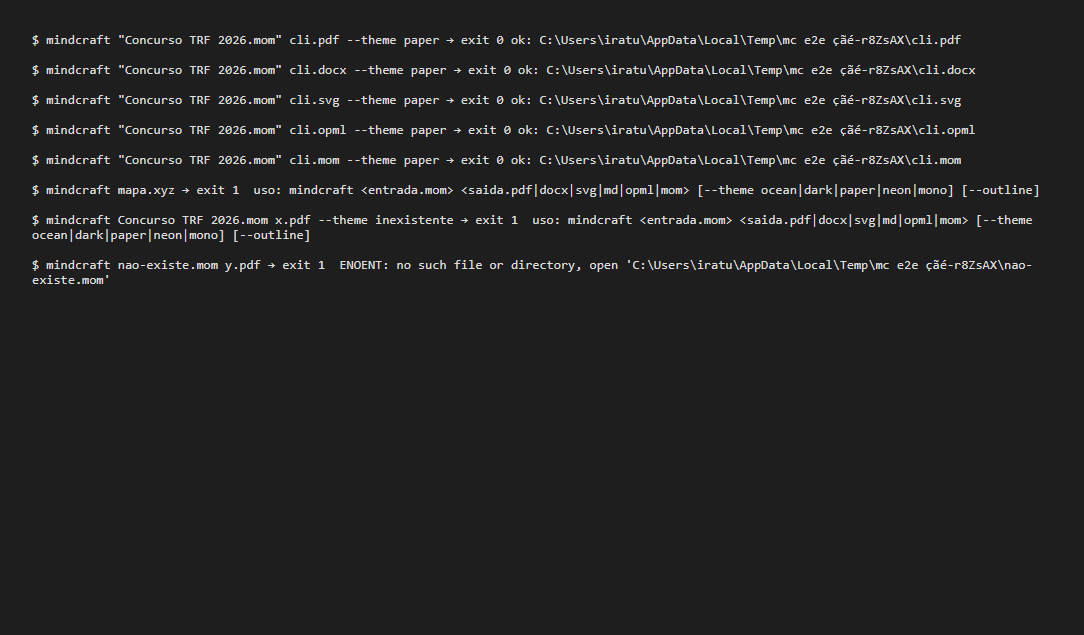 $ mindcraft "Concurso TRF 2026.mom" cli.pdf --theme paper → exit 0 ok: C:\Users\iratu\AppData\Local\Temp\mc e2e çãé-r8ZsAX\cli.pdf
$ mindcraft "Concurso TRF 2026.mom" cli.docx --theme paper → exit 0 ok: C:\Users\iratu\AppData\Local\Temp\mc e2e çãé-r8ZsAX\cli.docx
$ mindcraft "Concurso TRF 2026.mom" cli.svg --theme paper → exit 0 ok: C:\Users\iratu\AppData\Local\Temp\mc e2e çãé-r8ZsAX\cli.svg
$ mindcraft "Concurso TRF 2026.mom" cli.opml --theme paper → exit 0 ok: C:\Users\iratu\AppData\Local\Temp\mc e2e çãé-r8ZsAX\cli.opml
$ mindcraft "Concurso TRF 2026.mom" cli.mom --theme paper → exit 0 ok: C:\Users\iratu\AppData\Local\Temp\mc e2e çãé-r8ZsAX\cli.mom
$ mindcraft mapa.xyz → exit 1  uso: mindcraft <entrada.mom> <saida.pdf|docx|svg|md|opml|mom> [--theme ocean|dark|paper|neon|mono] [--outline]
$ mindcraft Concurso TRF 2026.mom x.pdf --theme inexistente → exit 1  uso: mindcraft <entrada.mom> <saida.pdf|docx|svg|md|opml|mom> [--theme
ocean|dark|paper|neon|mono] [--outline]
$ mindcraft nao-existe.mom y.pdf → exit 1  ENOENT: no such file or directory, open 'C:\Users\iratu\AppData\Local\Temp\mc e2e çãé-r8ZsAX\nao-
existe.mom'